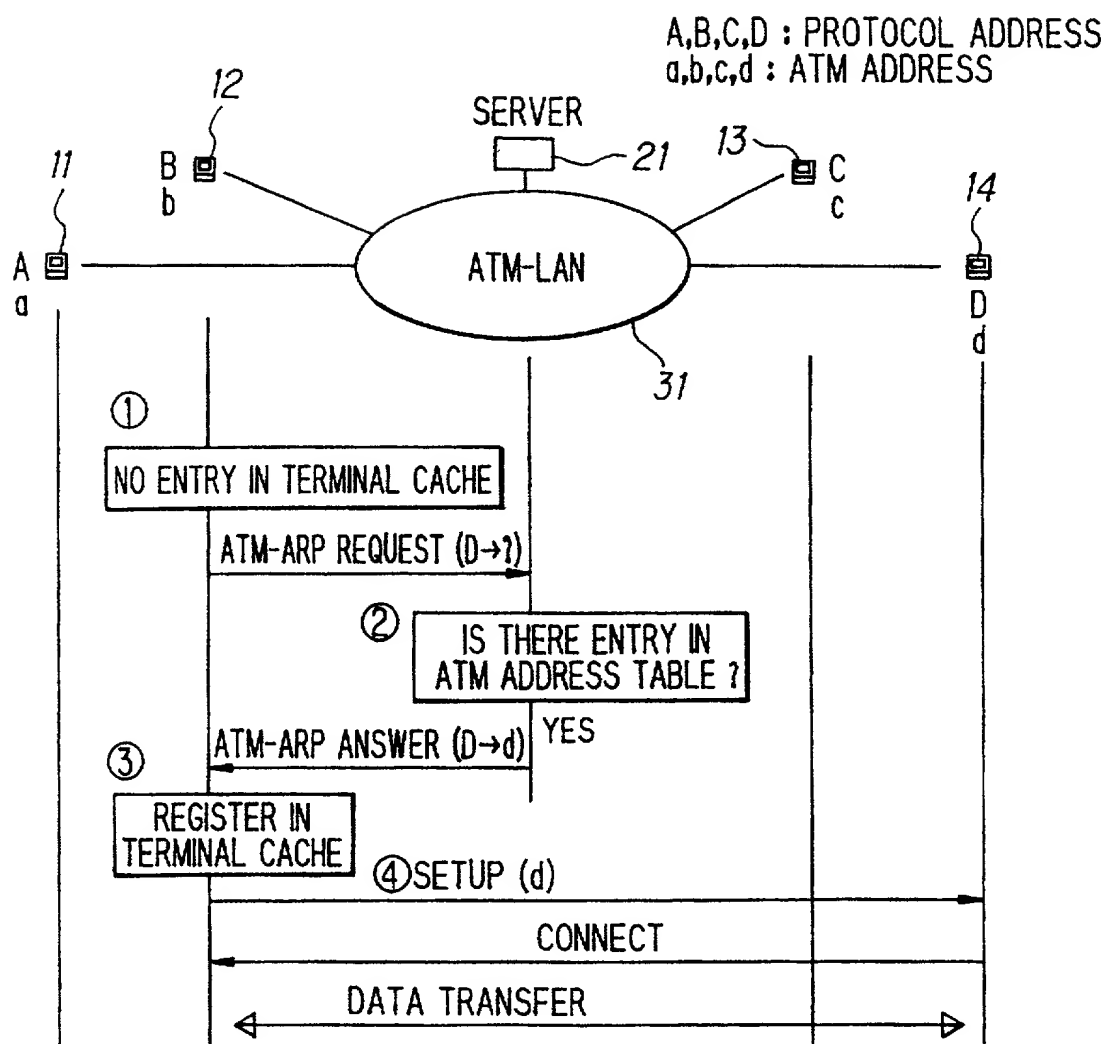 A,B,C,D : PROTOCOL ADDRESS
a,b,c,d : ATM ADDRESS
12
SERVER
11
B
b
21
13
C
c
14
A
a
ATM-LAN
D
d
31
①
NO ENTRY IN TERMINAL CACHE
ATM-ARP REQUEST (D→?)
②
IS THERE ENTRY IN
ATM ADDRESS TABLE ?
YES
ATM-ARP ANSWER (D→d)
③
REGISTER IN
TERMINAL CACHE
④SETUP (d)
CONNECT
DATA TRANSFER